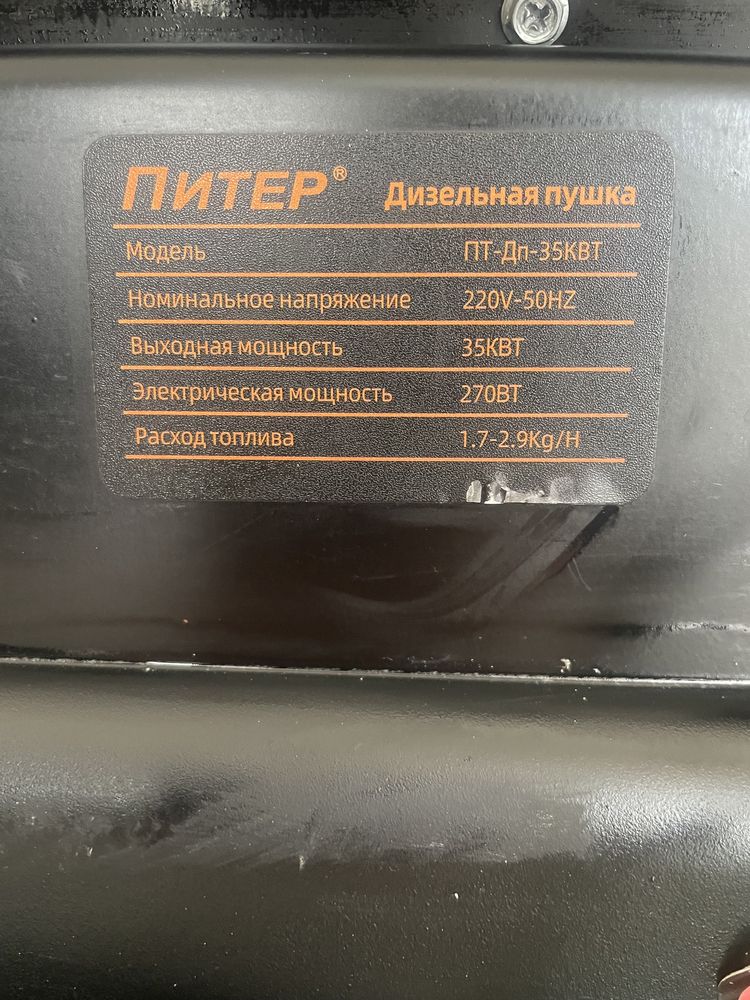 ПИТЕР® Дизельная пушка
Модель ПТ-Дп-35КВТ
Номинальное напряжение 220V-50HZ
Выходная мощность 35КВТ
Электрическая мощность 270ВТ
Расход топлива 1.7-2.9Kg/H